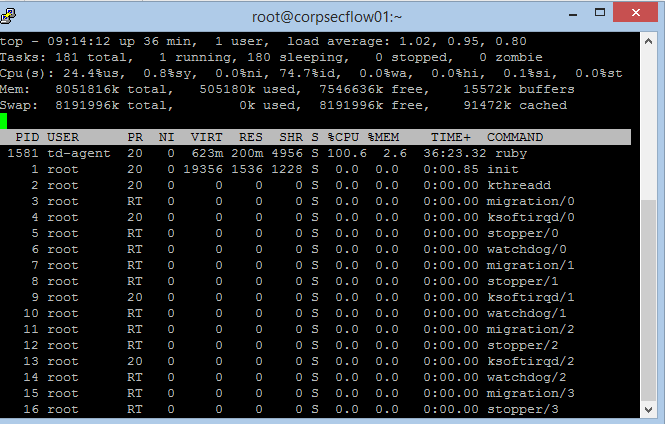 root@corpsecflow01:~
top - 09:14:12 up 36 min,  1 user,  load average: 1.02, 0.95, 0.80
Tasks: 181 total,   1 running, 180 sleeping,   0 stopped,   0 zombie
Cpu(s): 24.4%us,  0.8%sy,  0.0%ni, 74.7%id,  0.0%wa,  0.0%hi,  0.1%si,  0.0%st
Mem:   8051816k total,   505180k used,  7546636k free,    15572k buffers
Swap:  8191996k total,        0k used,  8191996k free,    91472k cached
PID USER      PR  NI  VIRT  RES  SHR S %CPU %MEM    TIME+  COMMAND
1581 td-agent  20   0  623m 200m 4956 S 100.6  2.6  36:23.32 ruby
1 root      20   0 19356 1536 1228 S  0.0  0.0   0:00.85 init
2 root      20   0     0    0    0 S  0.0  0.0   0:00.00 kthreadd
3 root      RT   0     0    0    0 S  0.0  0.0   0:00.00 migration/0
4 root      20   0     0    0    0 S  0.0  0.0   0:00.00 ksoftirqd/0
5 root      RT   0     0    0    0 S  0.0  0.0   0:00.00 stopper/0
6 root      RT   0     0    0    0 S  0.0  0.0   0:00.00 watchdog/0
7 root      RT   0     0    0    0 S  0.0  0.0   0:00.00 migration/1
8 root      RT   0     0    0    0 S  0.0  0.0   0:00.00 stopper/1
9 root      20   0     0    0    0 S  0.0  0.0   0:00.00 ksoftirqd/1
10 root      RT   0     0    0    0 S  0.0  0.0   0:00.00 watchdog/1
11 root      RT   0     0    0    0 S  0.0  0.0   0:00.00 migration/2
12 root      RT   0     0    0    0 S  0.0  0.0   0:00.00 stopper/2
13 root      20   0     0    0    0 S  0.0  0.0   0:00.00 ksoftirqd/2
14 root      RT   0     0    0    0 S  0.0  0.0   0:00.00 watchdog/2
15 root      RT   0     0    0    0 S  0.0  0.0   0:00.00 migration/3
16 root      RT   0     0    0    0 S  0.0  0.0   0:00.00 stopper/3